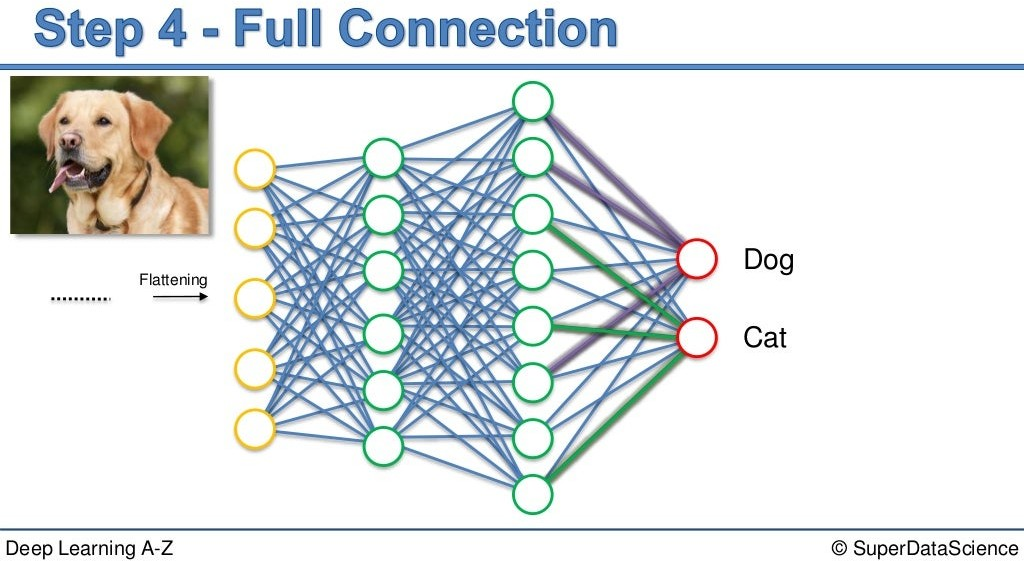 Step 4 - Full Connection
Flattening
Dog
Cat
Deep Learning A-Z
© SuperDataScience